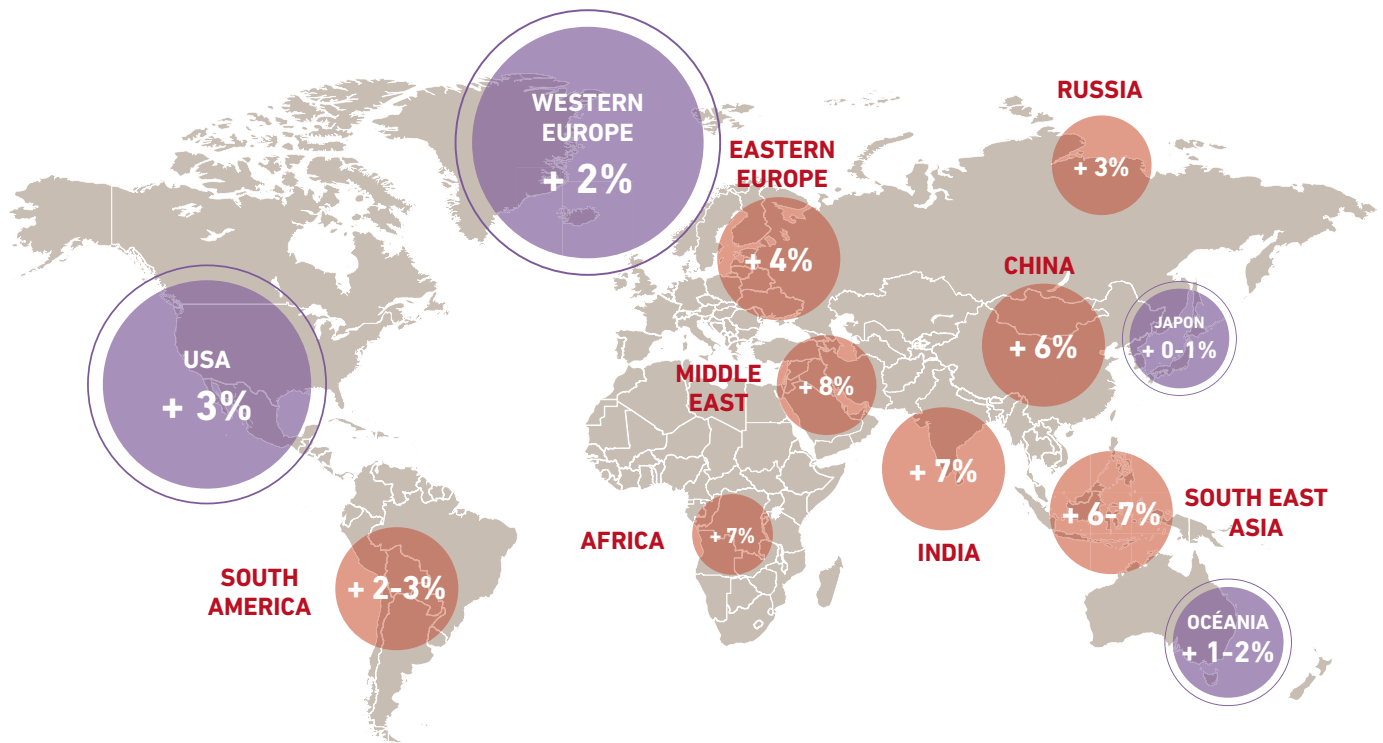 WESTERN
EUROPE
+ 2%
RUSSIA
+ 3%
EASTERN
EUROPE
+ 4%
CHINA
+ 6%
JAPON
+ 0-1%
USA
+ 3%
MIDDLE
EAST
+ 8%
+ 7%
INDIA
+ 6-7%
SOUTH EAST
ASIA
AFRICA
+ 7%
SOUTH
AMERICA
+ 2-3%
OCÉANIA
+ 1-2%